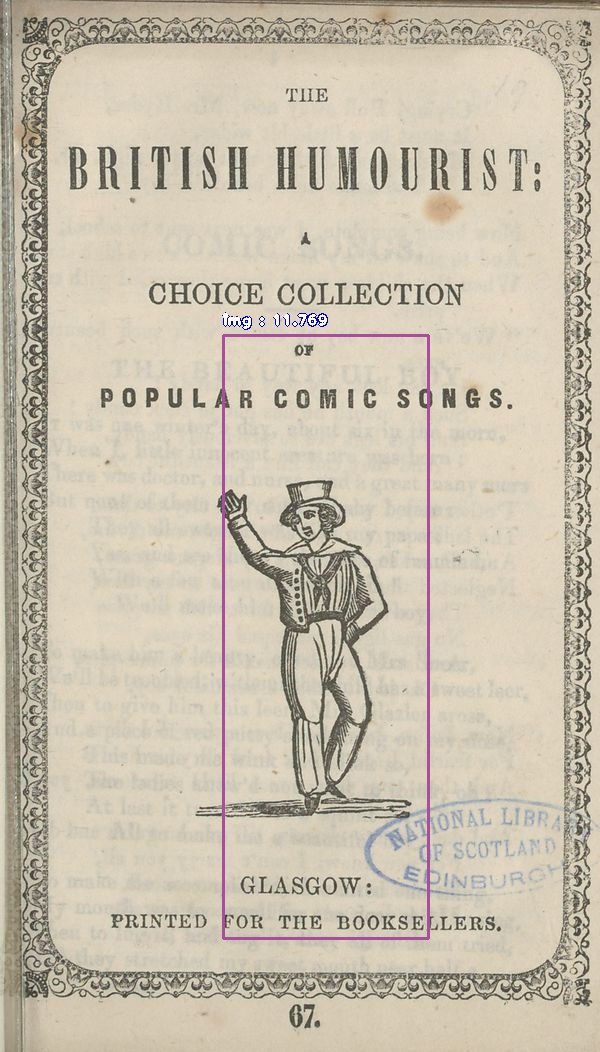 THE
BRITISH HUMOURIST:
A
CHOICE COLLECTION
img : 11.769
OF
POPULAR COMIC SONGS.
NATIONAL LIBRA
OF SCOTLAND
EDINBURGH
GLASGOW:
PRINTED FOR THE BOOKSELLERS.
67.